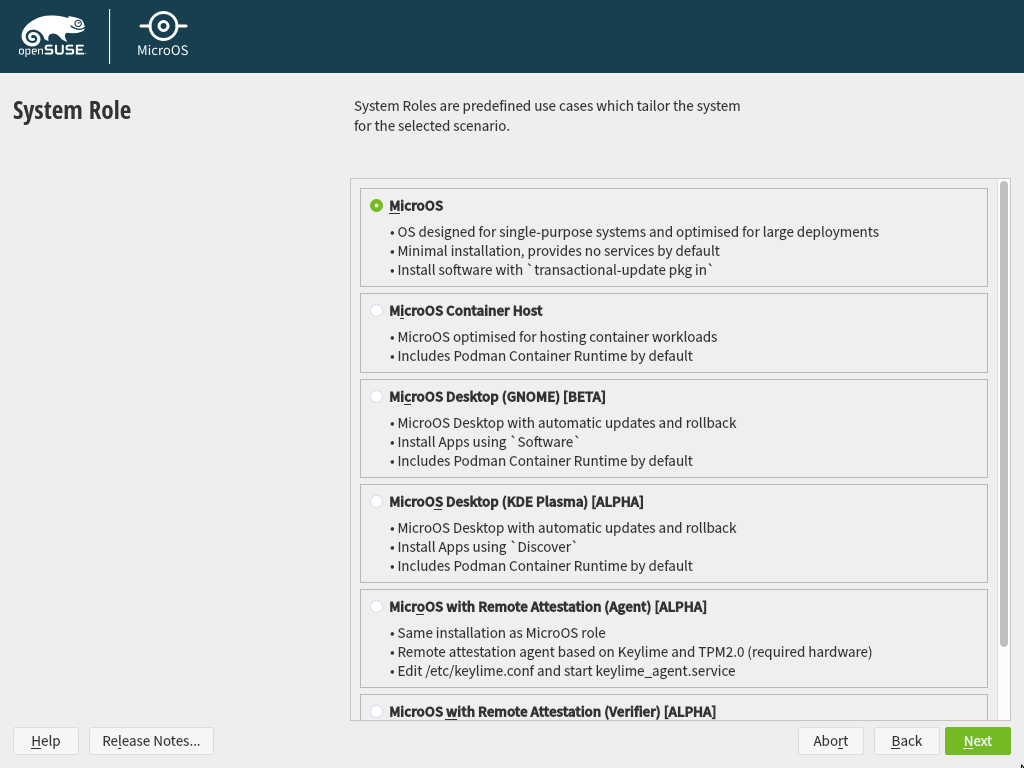 openSUSE
MicroOS
System Role
System Roles are predefined use cases which tailor the system
for the selected scenario.
MicroOS
• OS designed for single-purpose systems and optimised for large deployments
• Minimal installation, provides no services by default
• Install software with `transactional-update pkg in`
MicroOS Container Host
• MicroOS optimised for hosting container workloads
• Includes Podman Container Runtime by default
MicroOS Desktop (GNOME) [BETA]
• MicroOS Desktop with automatic updates and rollback
• Install Apps using `Software`
• Includes Podman Container Runtime by default
MicroOS Desktop (KDE Plasma) [ALPHA]
• MicroOS Desktop with automatic updates and rollback
• Install Apps using `Discover`
• Includes Podman Container Runtime by default
MicroOS with Remote Attestation (Agent) [ALPHA]
• Same installation as MicroOS role
• Remote attestation agent based on Keylime and TPM2.0 (required hardware)
• Edit /etc/keylime.conf and start keylime_agent.service
MicroOS with Remote Attestation (Verifier) [ALPHA]
Help Release Notes... Abort Back Next